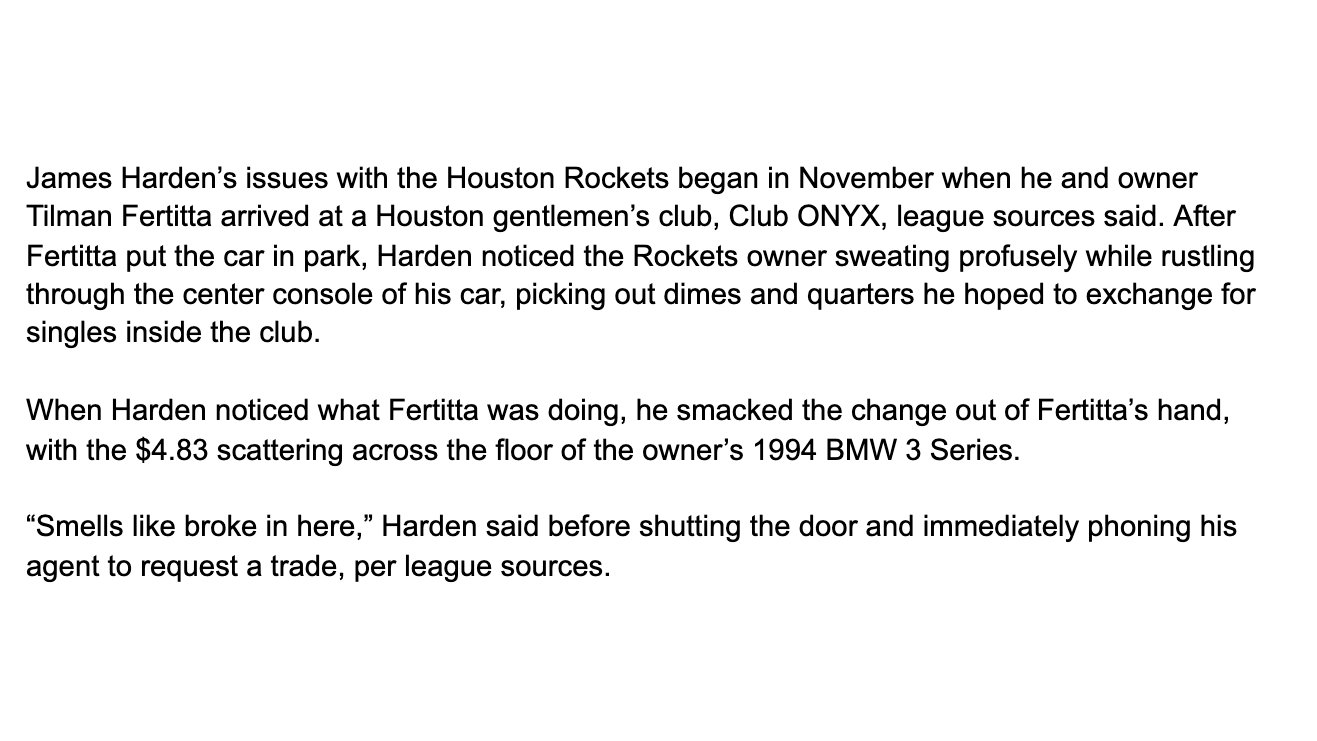 James Harden’s issues with the Houston Rockets began in November when he and owner
Tilman Fertitta arrived at a Houston gentlemen’s club, Club ONYX, league sources said. After
Fertitta put the car in park, Harden noticed the Rockets owner sweating profusely while rustling
through the center console of his car, picking out dimes and quarters he hoped to exchange for
singles inside the club.
When Harden noticed what Fertitta was doing, he smacked the change out of Fertitta’s hand,
with the $4.83 scattering across the floor of the owner’s 1994 BMW 3 Series.
“Smells like broke in here,” Harden said before shutting the door and immediately phoning his
agent to request a trade, per league sources.